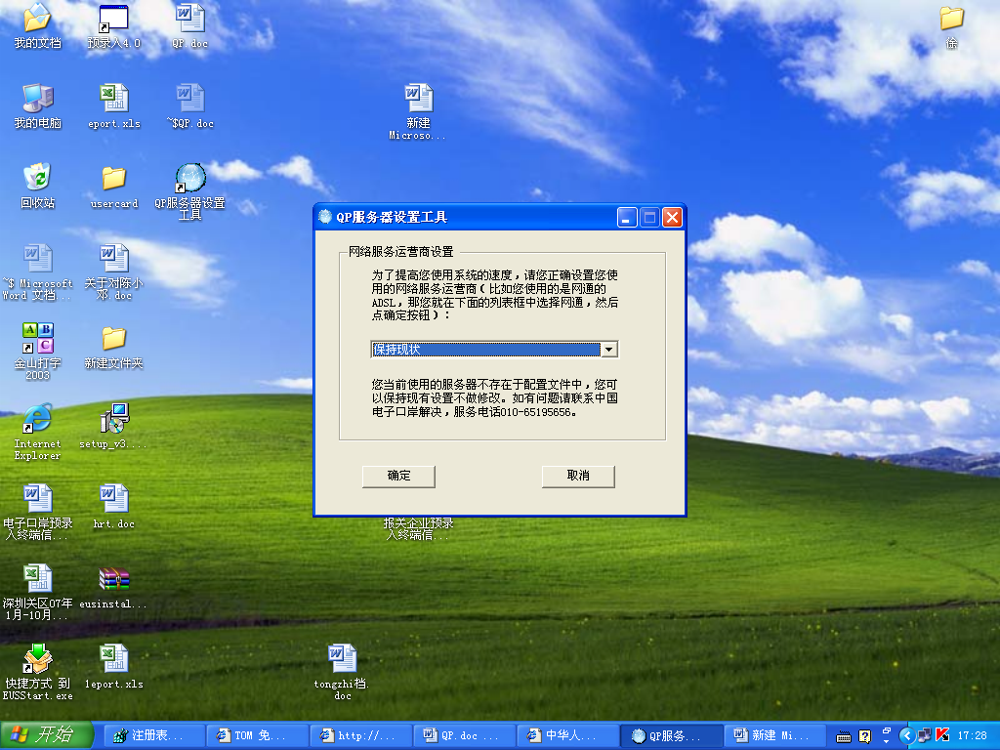 我的文档
预录入4.0
QP.doc
徐
我的电脑
eport.xls
~$QP.doc
新建
Microso...
回收站
usercard
QP服务器设置
工具
~$ Microsoft
Word 文档...
关于对陈小
邓.doc
金山打字
2003
新建文件夹
Internet
Explorer
setup_v3....
电子口岸预录
入终端信...
hrt.doc
报关企业预录
入终端信...
深圳关区07年
1月-10月...
eusinstal...
快捷方式 到
EUSStart.exe
1eport.xls
tongzhi档.
doc
QP服务器设置工具
网络服务运营商设置
为了提高您使用系统的速度，请您正确设置您使
用的网络服务运营商（比如您使用的是网通的
ADSL，那您就在下面的列表框中选择网通，然后
点确定按钮）：
保持现状
您当前使用的服务器不存在于配置文件中，您可
以保持现有设置不做修改。如有问题请联系中国
电子口岸解决，服务电话010-65195656。
确定
取消
开始
注册表...
TOM 免...
http://...
QP.doc ...
中华人...
QP服务...
新建 Mi...
17:28